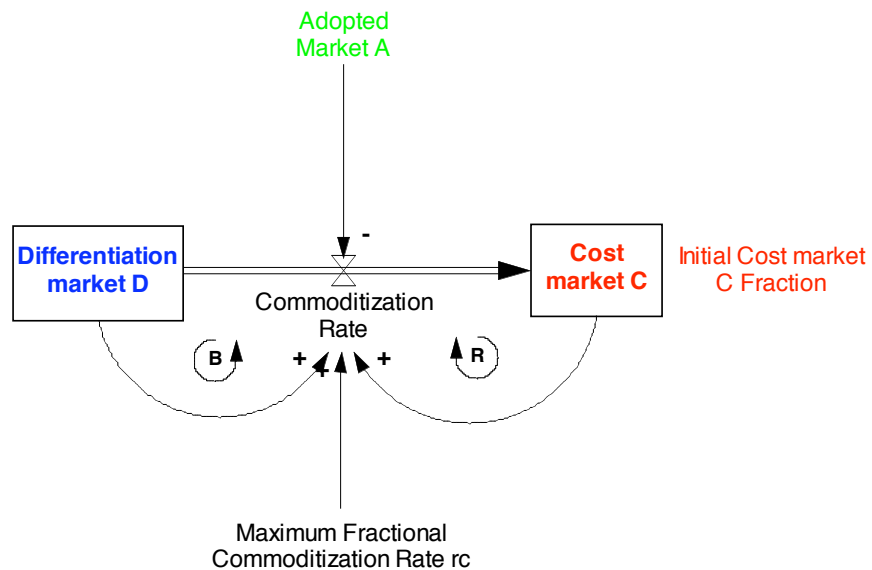 Adopted
Market A
-
Differentiation
market D
Cost
market C
Initial Cost market
C Fraction
Commoditization
Rate
B
+
+
+
R
Maximum Fractional
Commoditization Rate rc